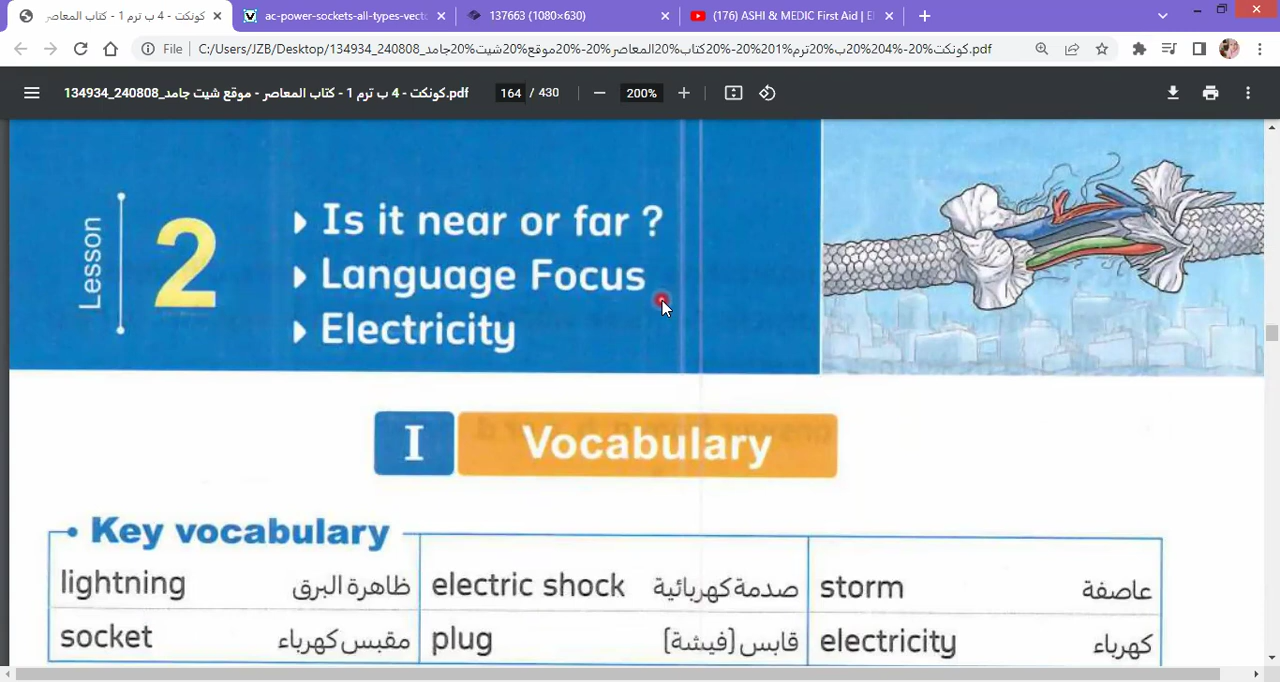 كونكت - 4 ب ترم 1 - كتاب المعاصر
ac-power-sockets-all-types-vecto
137663 (1080×630)
(176) ASHI & MEDIC First Aid | E
File
C:/Users/JZB/Desktop/134934_240808_جامد%20شيت%20موقع%20-%20المعاصر%20كتاب%20-%201%20ترم%20ب%204%20-%20كونكت.pdf
134934_240808_كونكت - 4 ب ترم 1 - كتاب المعاصر - موقع شيت جامد.pdf
164 / 430
200%
Lesson
2
Is it near or far ?
Language Focus
Electricity
I Vocabulary
Key vocabulary
lightning ظاهرة البرق electric shock صدمة كهربائية storm عاصفة
socket مقبس كهرباء plug قابس (فيشة) electricity كهرباء